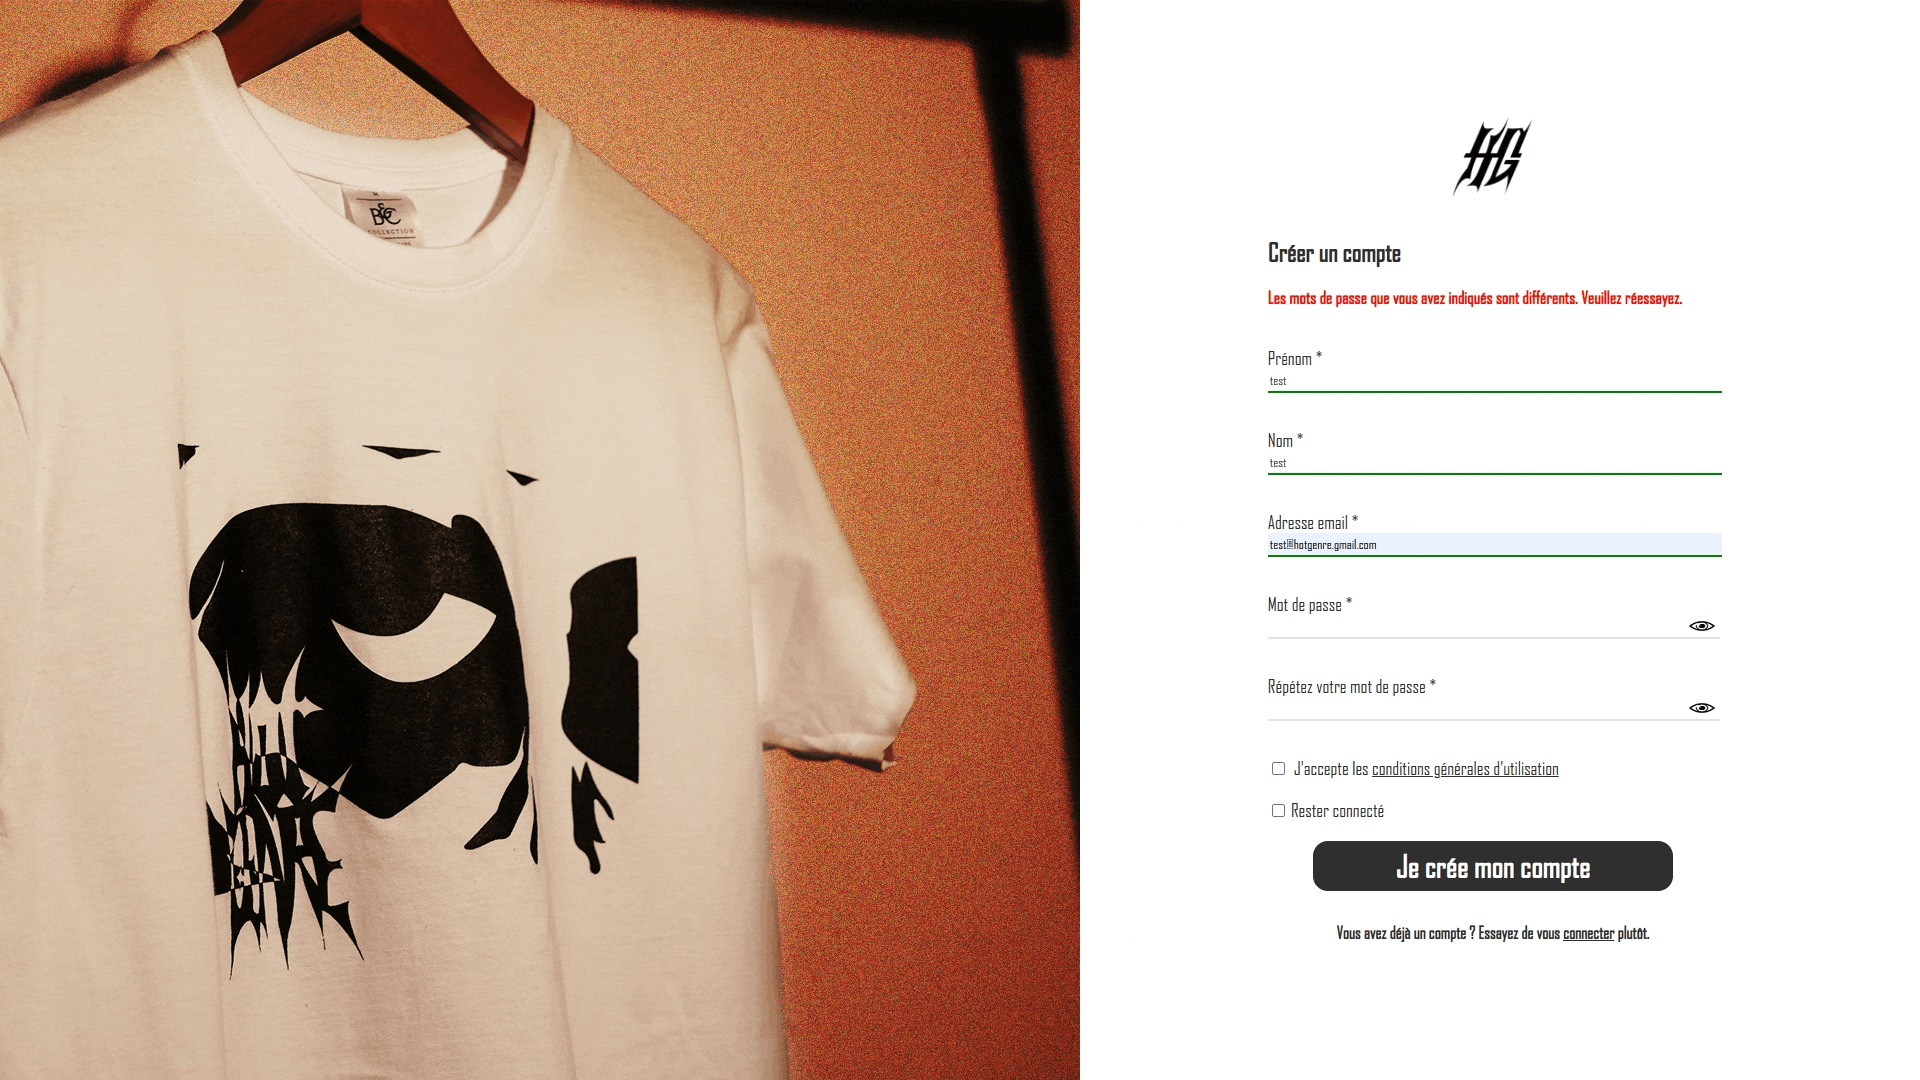 B&C
COLLECTION
HG
Créer un compte
Les mots de passe que vous avez indiqués sont différents. Veuillez réessayez.
Prénom *
test
Nom *
test
Adresse email *
test@hotgenre.gmail.com
Mot de passe *
Répétez votre mot de passe *
J'accepte les conditions générales d'utilisation
Rester connecté
Je crée mon compte
Vous avez déjà un compte ? Essayez de vous connecter plutôt.